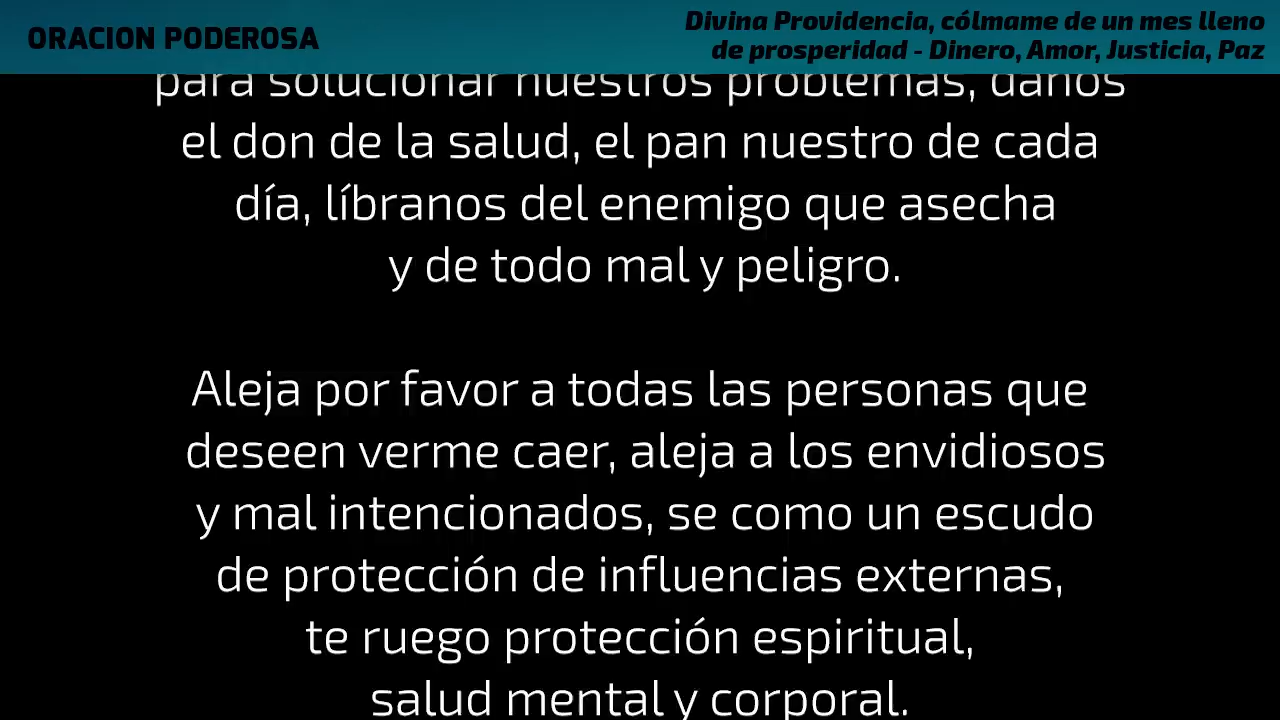 ORACION PODEROSA
Divina Providencia, cólmame de un mes lleno
de prosperidad - Dinero, Amor, Justicia, Paz
para solucionar nuestros problemas, danos
el don de la salud, el pan nuestro de cada
día, líbranos del enemigo que asecha
y de todo mal y peligro.
Aleja por favor a todas las personas que
deseen verme caer, aleja a los envidiosos
y mal intencionados, se como un escudo
de protección de influencias externas,
te ruego protección espiritual,
salud mental y corporal.